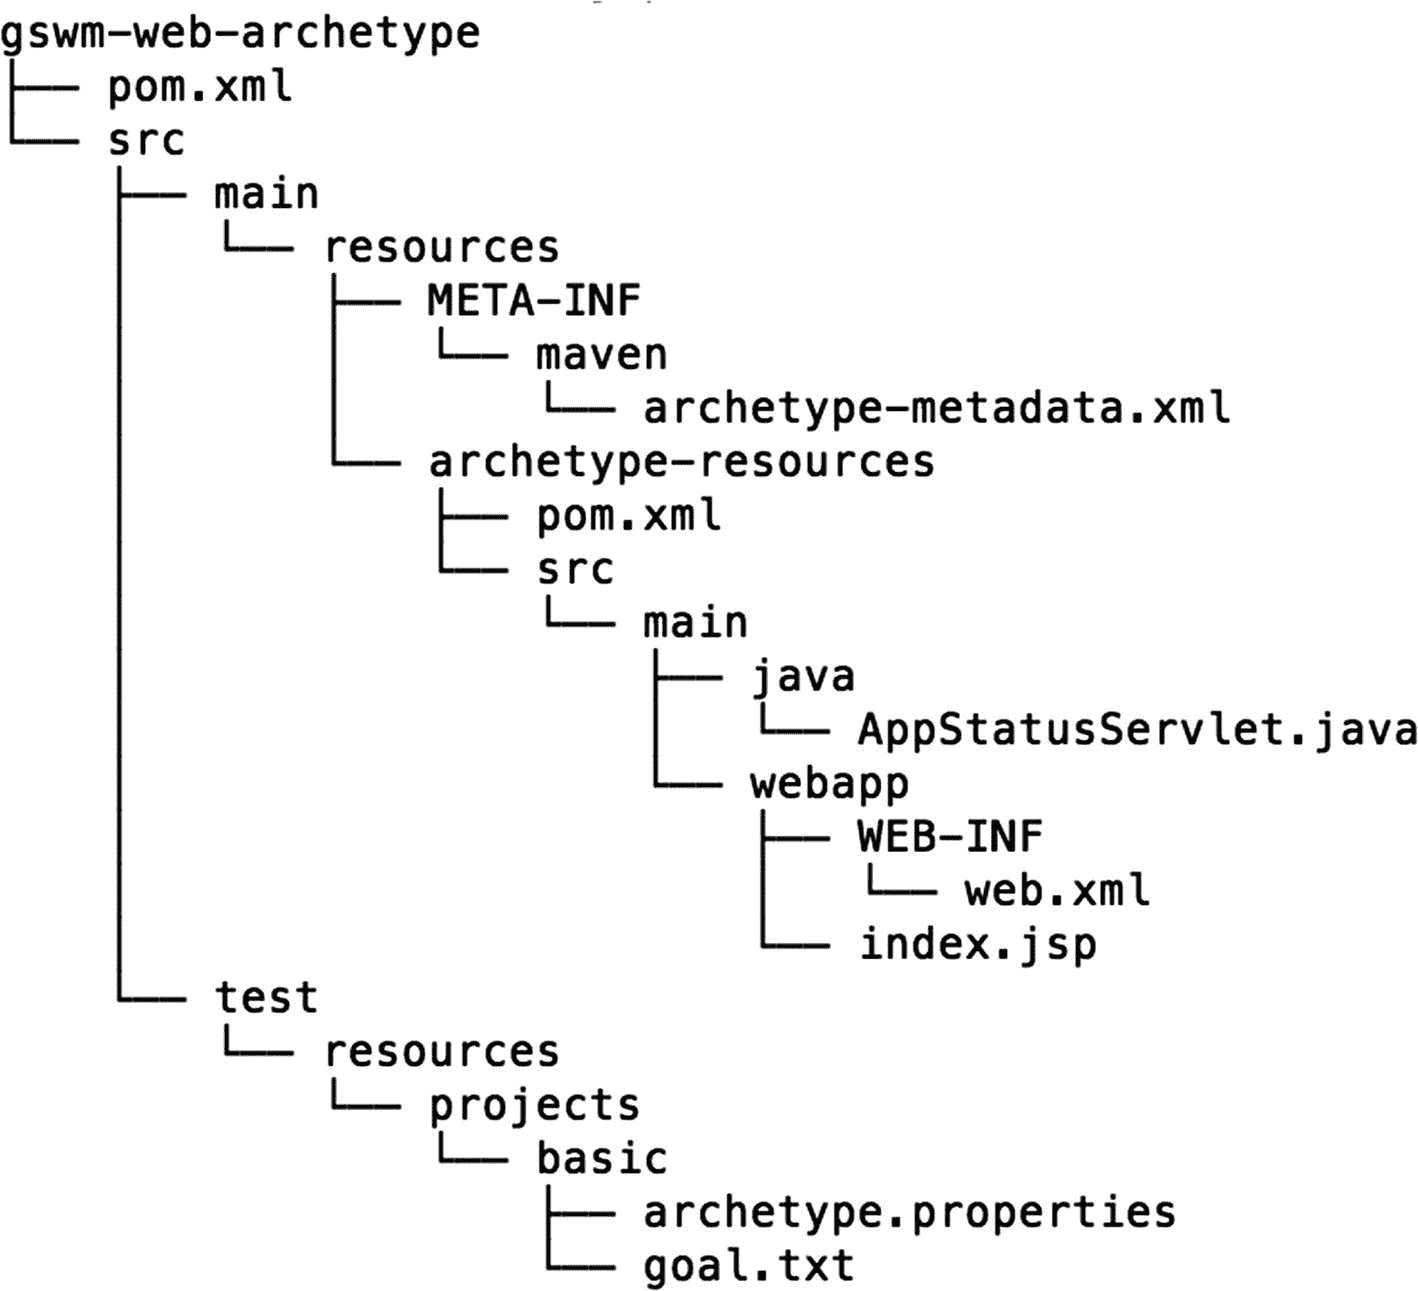 gswm-web-archetype
pom.xml
src
main
resources
META-INF
maven
archetype-metadata.xml
archetype-resources
pom.xml
src
main
java
AppStatusServlet.java
webapp
WEB-INF
web.xml
index.jsp
test
resources
projects
basic
archetype.properties
goal.txt